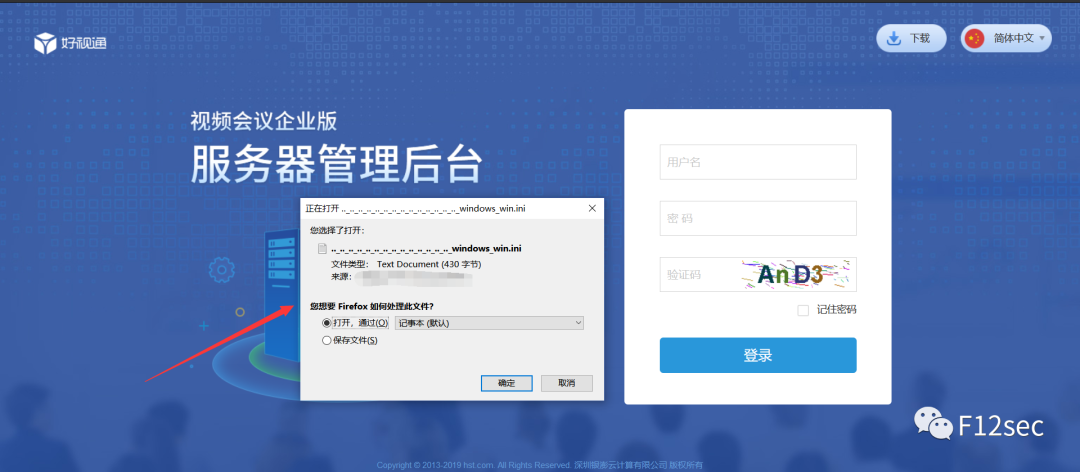 好视通
下载
简体中文
视频会议企业版
服务器管理后台
用户名
密 码
验证码
AnD3
记住密码
登录
正在打开 .._.._.._.._.._.._.._.._.._.._.._.._.._.._windows_win.ini
您选择了打开:
.._.._.._.._.._.._.._.._.._.._.._.._.._.._windows_win.ini
文件类型: Text Document (430 字节)
来源:
您想要 Firefox 如何处理此文件?
打开，通过(O) 记事本 (默认)
保存文件(S)
确定 取消
F12sec
Copyright © 2013-2019 hst.com. All Rights Reserved. 深圳银澎云计算有限公司 版权所有